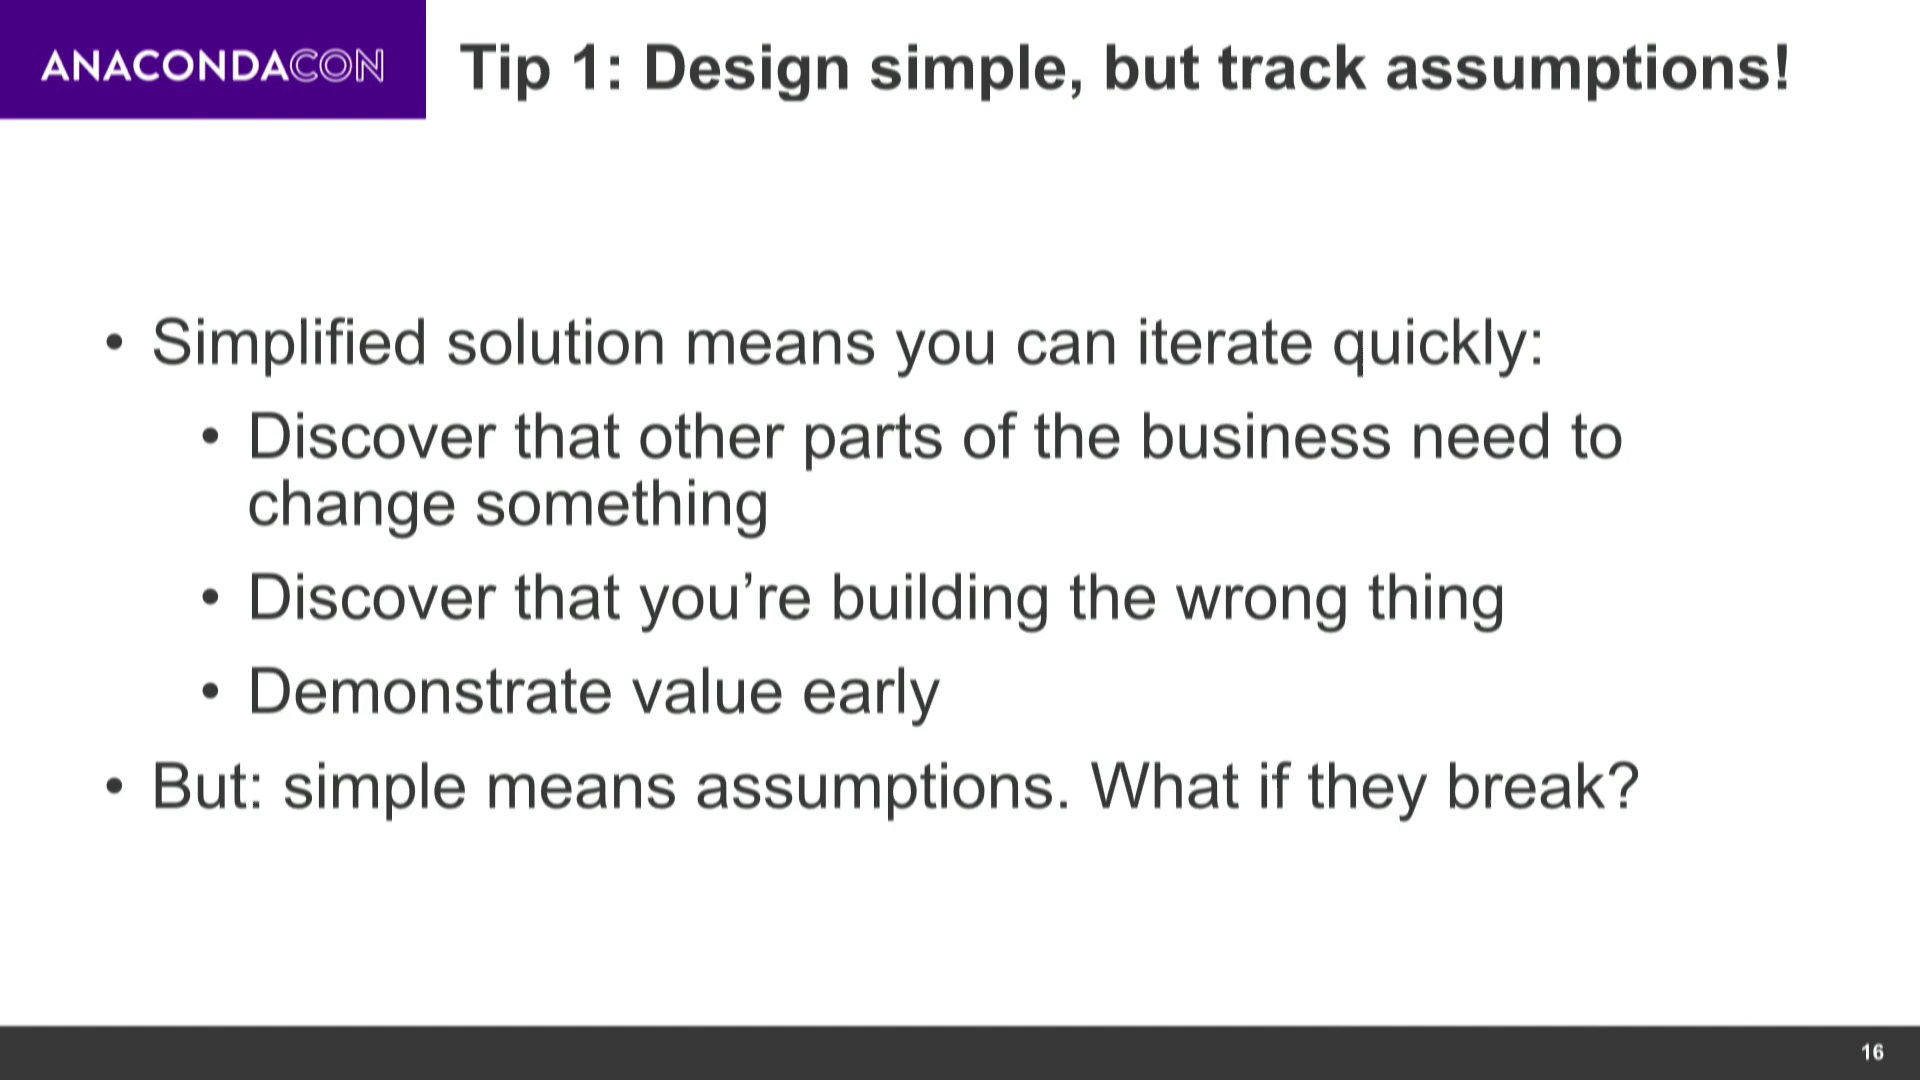 ANACONDACON
Tip 1: Design simple, but track assumptions!
• Simplified solution means you can iterate quickly:
• Discover that other parts of the business need to
change something
• Discover that you’re building the wrong thing
• Demonstrate value early
• But: simple means assumptions. What if they break?
16